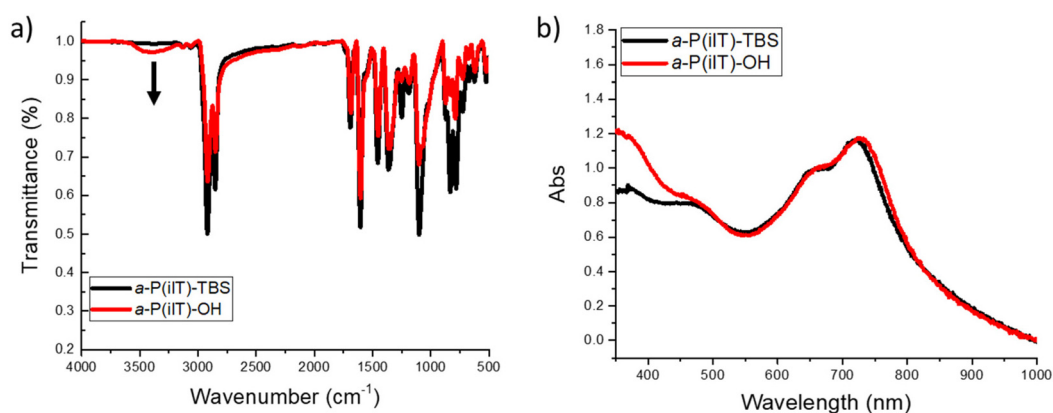 a)
1.0
0.9
0.8
0.7
0.6
0.5
0.4
0.3
0.2
Transmittance (%)
a-P(iIT)-TBS
a-P(iIT)-OH
4000 3500 3000 2500 2000 1500 1000 500
Wavenumber (cm⁻¹)
b)
1.8
1.6
1.4
1.2
1.0
0.8
0.6
0.4
0.2
0.0
Abs
a-P(iIT)-TBS
a-P(iIT)-OH
400 500 600 700 800 900 1000
Wavelength (nm)